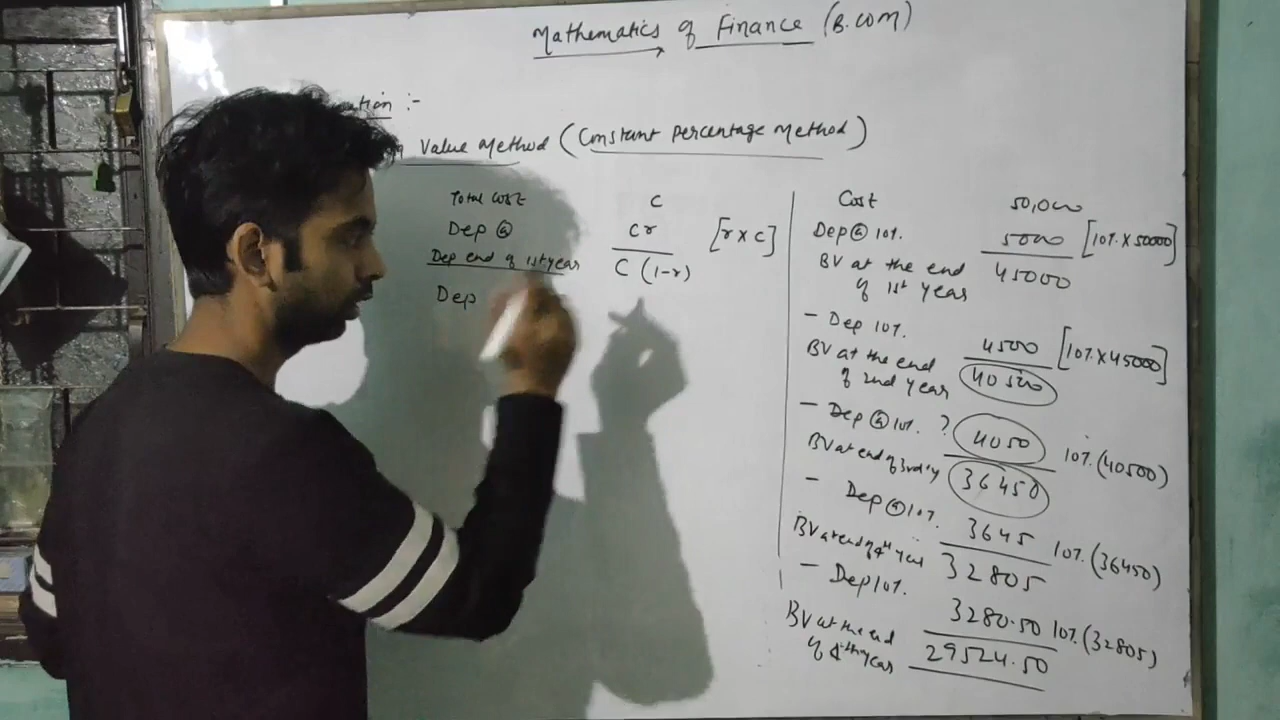 Mathematics of Finance (B.COM)
ation :-
Value Method (Constant Percentage Method)
Total Cost C
Dep @ Cr [r x c]
Dep end of 1st year C (1-r)
Dep
Cost 50,000
Dep @ 10%. 5000 [10%. x 50000]
BV at the end 45000
of 1st year
- Dep 10%. 4500 [10%. x 45000]
BV at the end 40500
of 2nd year
- Dep @ 10%. ? 4050 10%. (40500)
BV at end of 3rd y 36450
- Dep @ 10%. 3645 10%. (36450)
BV at end of 4th year 32805
- Dep 10%. 3280.50 10%. (32805)
BV at the end 29524.50
of 4th year